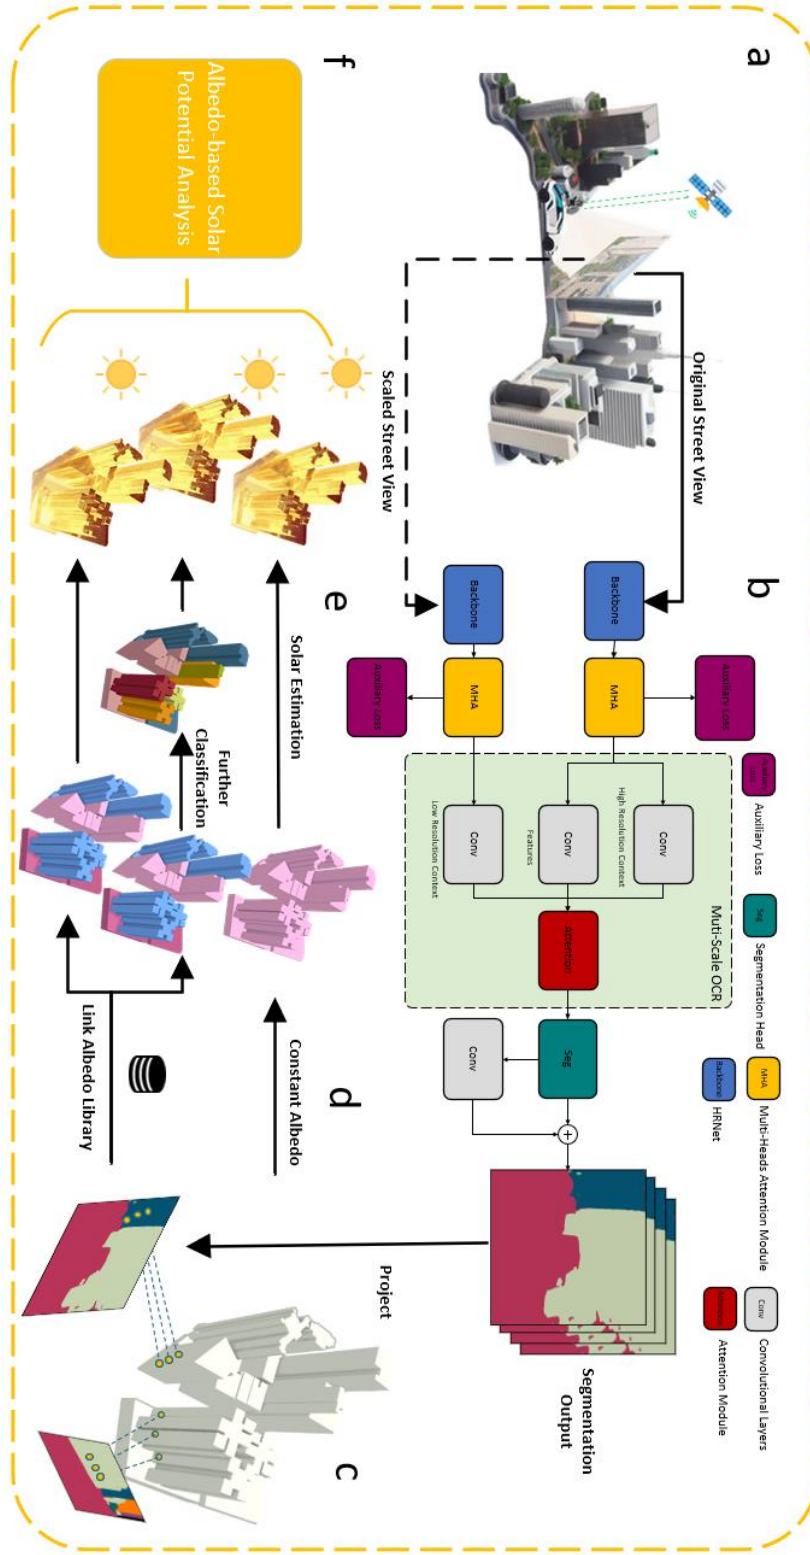 a
Original Street View
Scaled Street View
b
Auxiliary Loss
Auxiliary Loss
Seg
Segmentation Head
MHA
Multi-Heads Attention Module
Conv
Convolutional Layers
Backbone
HRNet
Attention
Attention Module
Auxiliary Loss
Backbone
MHA
Backbone
MHA
Auxiliary Loss
Muti-Scale OCR
Conv
High Resolution Context
Conv
Features
Conv
Low Resolution Context
Attention
Seg
Conv
+
Segmentation
Output
Project
c
d
Constant Albedo
Link Albedo Library
e
Solar Estimation
Further
Classification
f
Albedo-based Solar
Potential Analysis